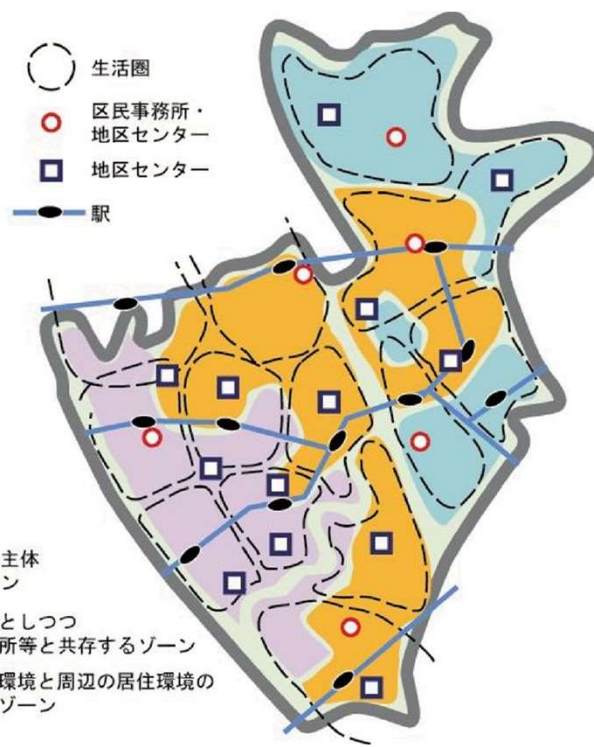 生活圏
区民事務所・
地区センター
地区センター
駅
主体
ン
としつつ
所等と共存するゾーン
環境と周辺の居住環境の
ゾーン